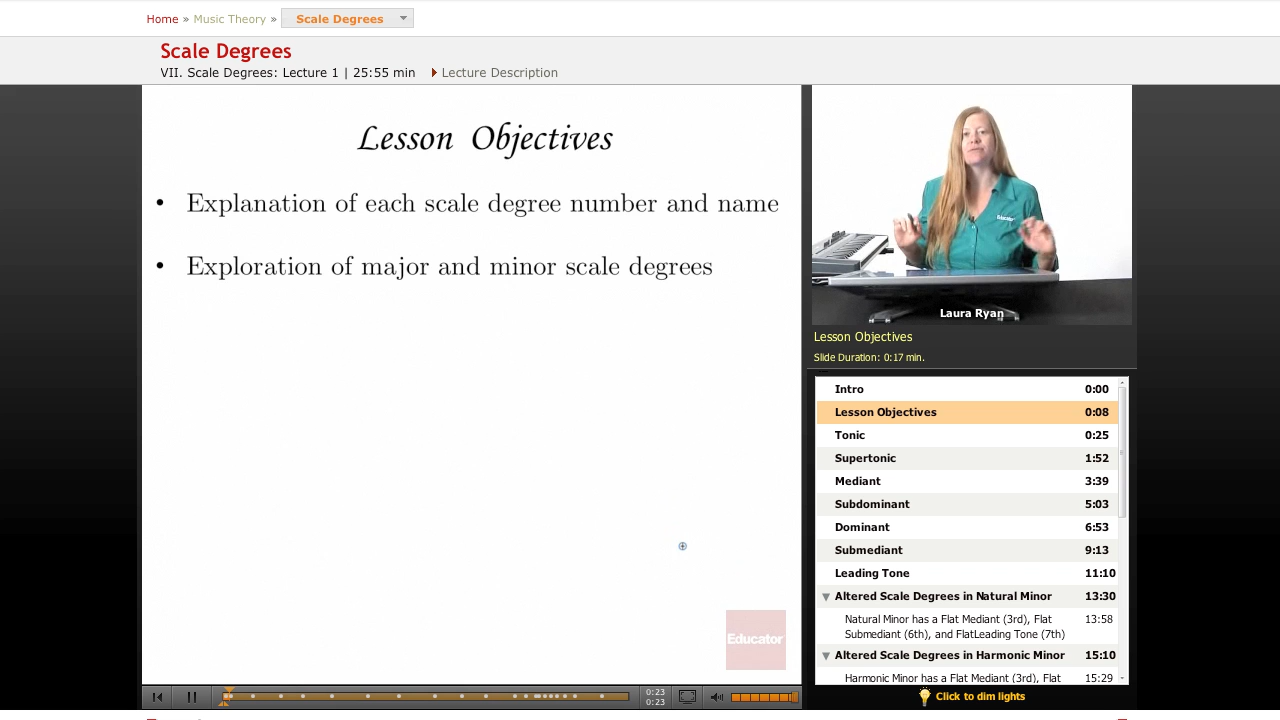 Home » Music Theory » Scale Degrees
Scale Degrees
VII. Scale Degrees: Lecture 1 | 25:55 min Lecture Description
Lesson Objectives
• Explanation of each scale degree number and name
• Exploration of major and minor scale degrees
Educator
Educator
Laura Ryan
Lesson Objectives
Slide Duration: 0:17 min.
Intro 0:00
Lesson Objectives 0:08
Tonic 0:25
Supertonic 1:52
Mediant 3:39
Subdominant 5:03
Dominant 6:53
Submediant 9:13
Leading Tone 11:10
Altered Scale Degrees in Natural Minor 13:30
Natural Minor has a Flat Mediant (3rd), Flat 13:58
Submediant (6th), and FlatLeading Tone (7th)
Altered Scale Degrees in Harmonic Minor 15:10
Harmonic Minor has a Flat Mediant (3rd), Flat 15:29
0:23
0:23
Click to dim lights